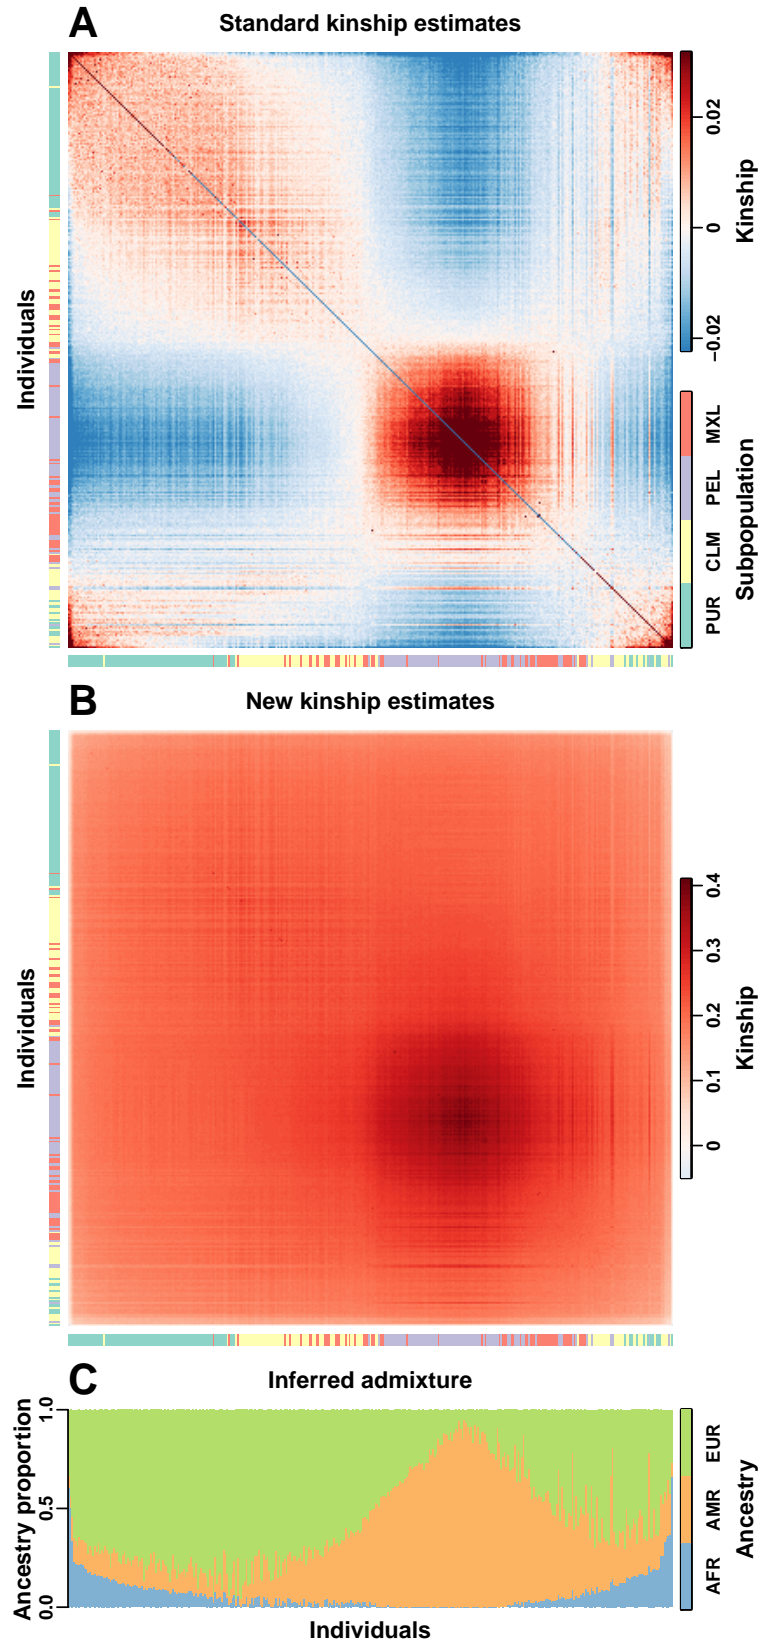 A
Standard kinship estimates
Individuals
0.02
0
−0.02
Kinship
MXL
PEL
CLM
PUR
Subpopulation
B
New kinship estimates
Individuals
0.4
0.3
0.2
0.1
0
Kinship
C
Inferred admixture
Ancestry proportion
1.0
0.5
0.0
EUR
AMR
AFR
Ancestry
Individuals